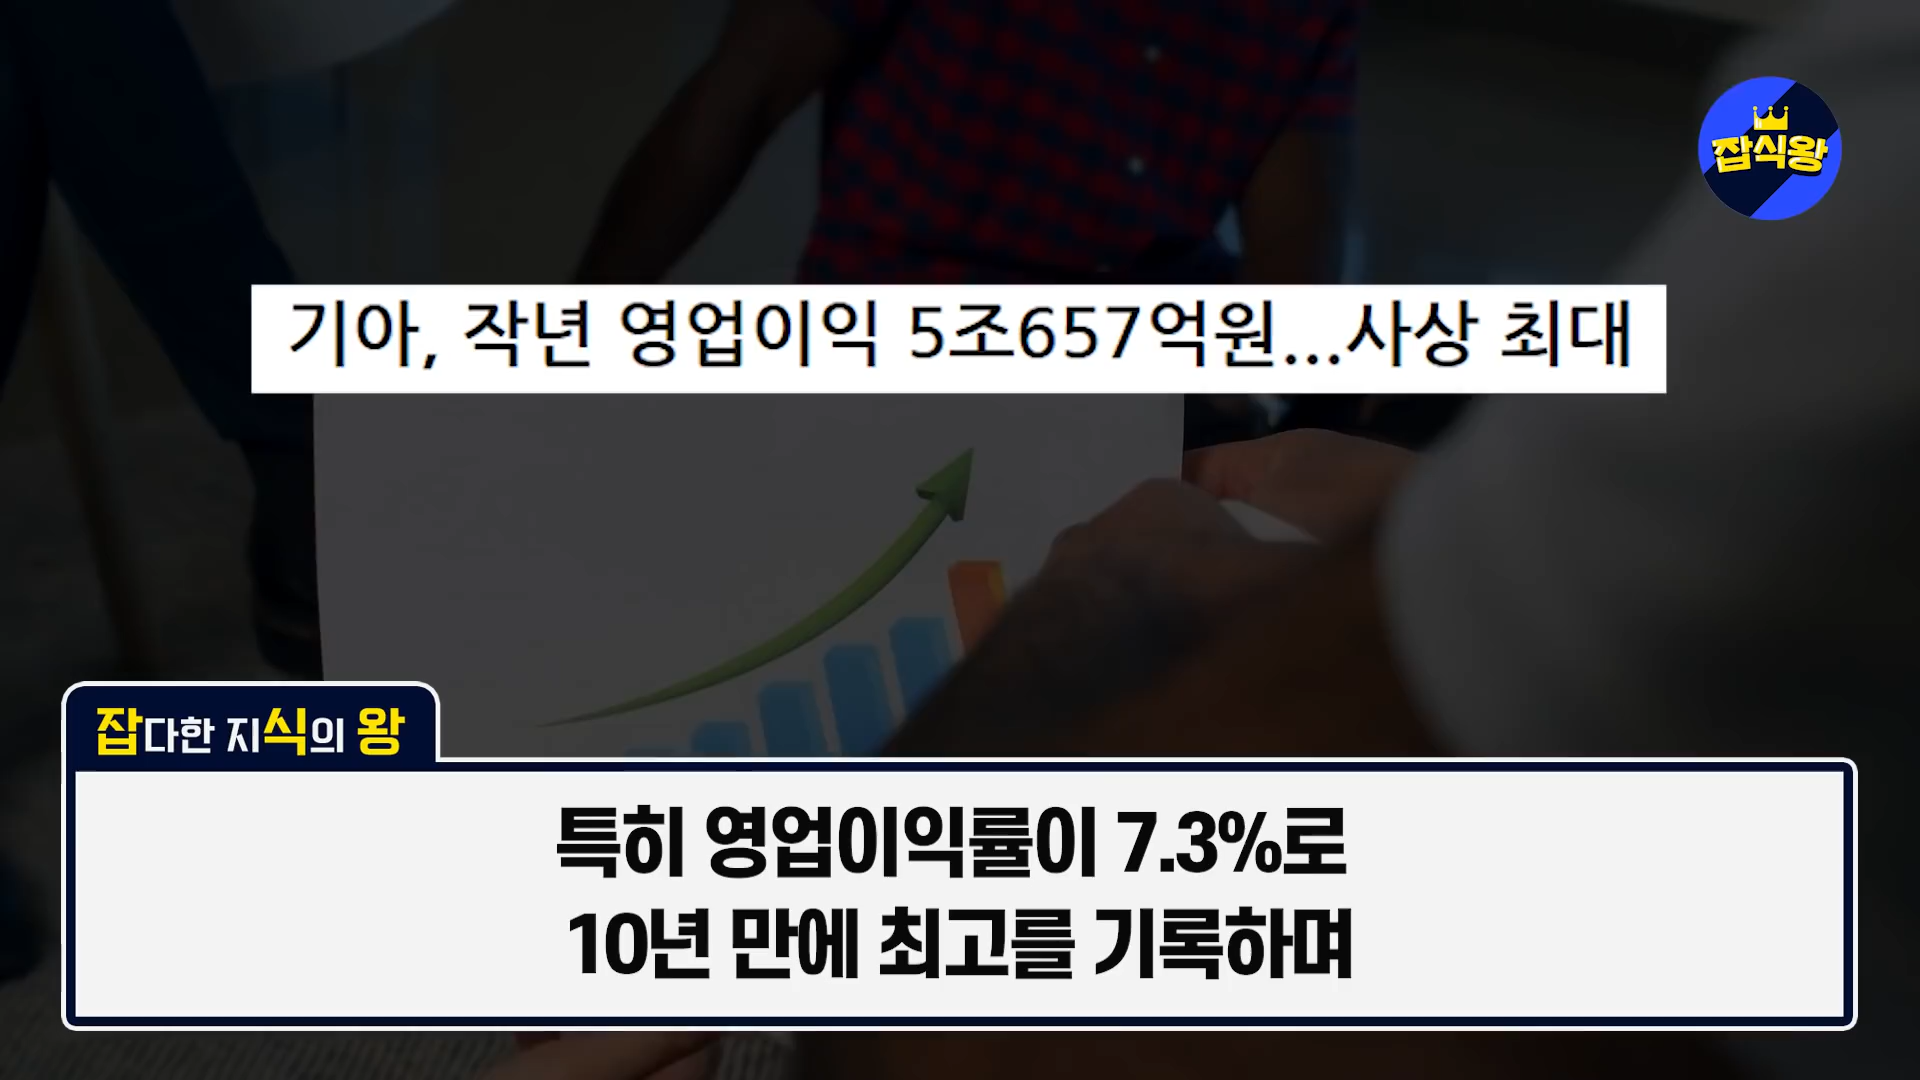 잡식왕
기아, 작년 영업이익 5조657억원...사상 최대
잡다한 지식의 왕
특히 영업이익률이 7.3%로
10년 만에 최고를 기록하며